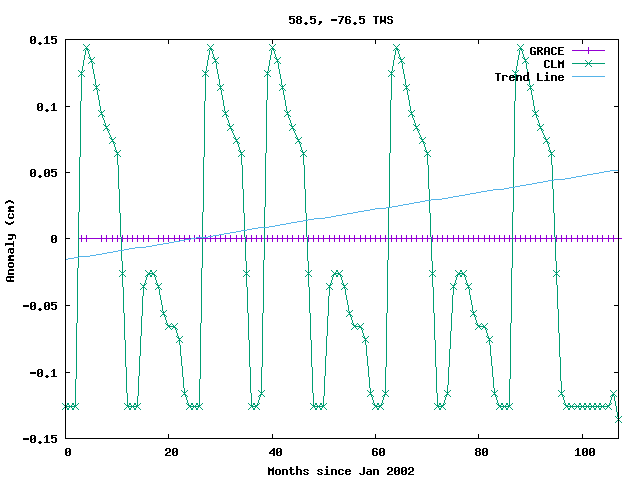 58.5, -76.5 TWS
GRACE
CLM
Trend Line
0.15
0.1
0.05
0
-0.05
-0.1
-0.15
Anomaly (cm)
0 20 40 60 80 100
Months since Jan 2002